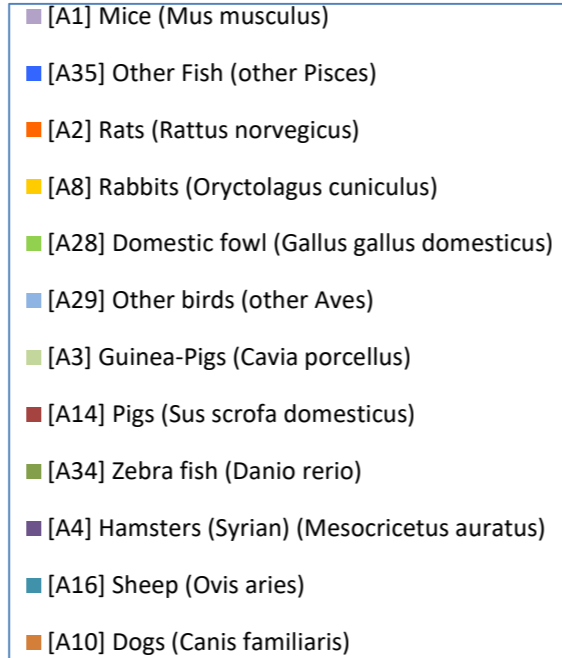 [A1] Mice (Mus musculus)
[A35] Other Fish (other Pisces)
[A2] Rats (Rattus norvegicus)
[A8] Rabbits (Oryctolagus cuniculus)
[A28] Domestic fowl (Gallus gallus domesticus)
[A29] Other birds (other Aves)
[A3] Guinea-Pigs (Cavia porcellus)
[A14] Pigs (Sus scrofa domesticus)
[A34] Zebra fish (Danio rerio)
[A4] Hamsters (Syrian) (Mesocricetus auratus)
[A16] Sheep (Ovis aries)
[A10] Dogs (Canis familiaris)